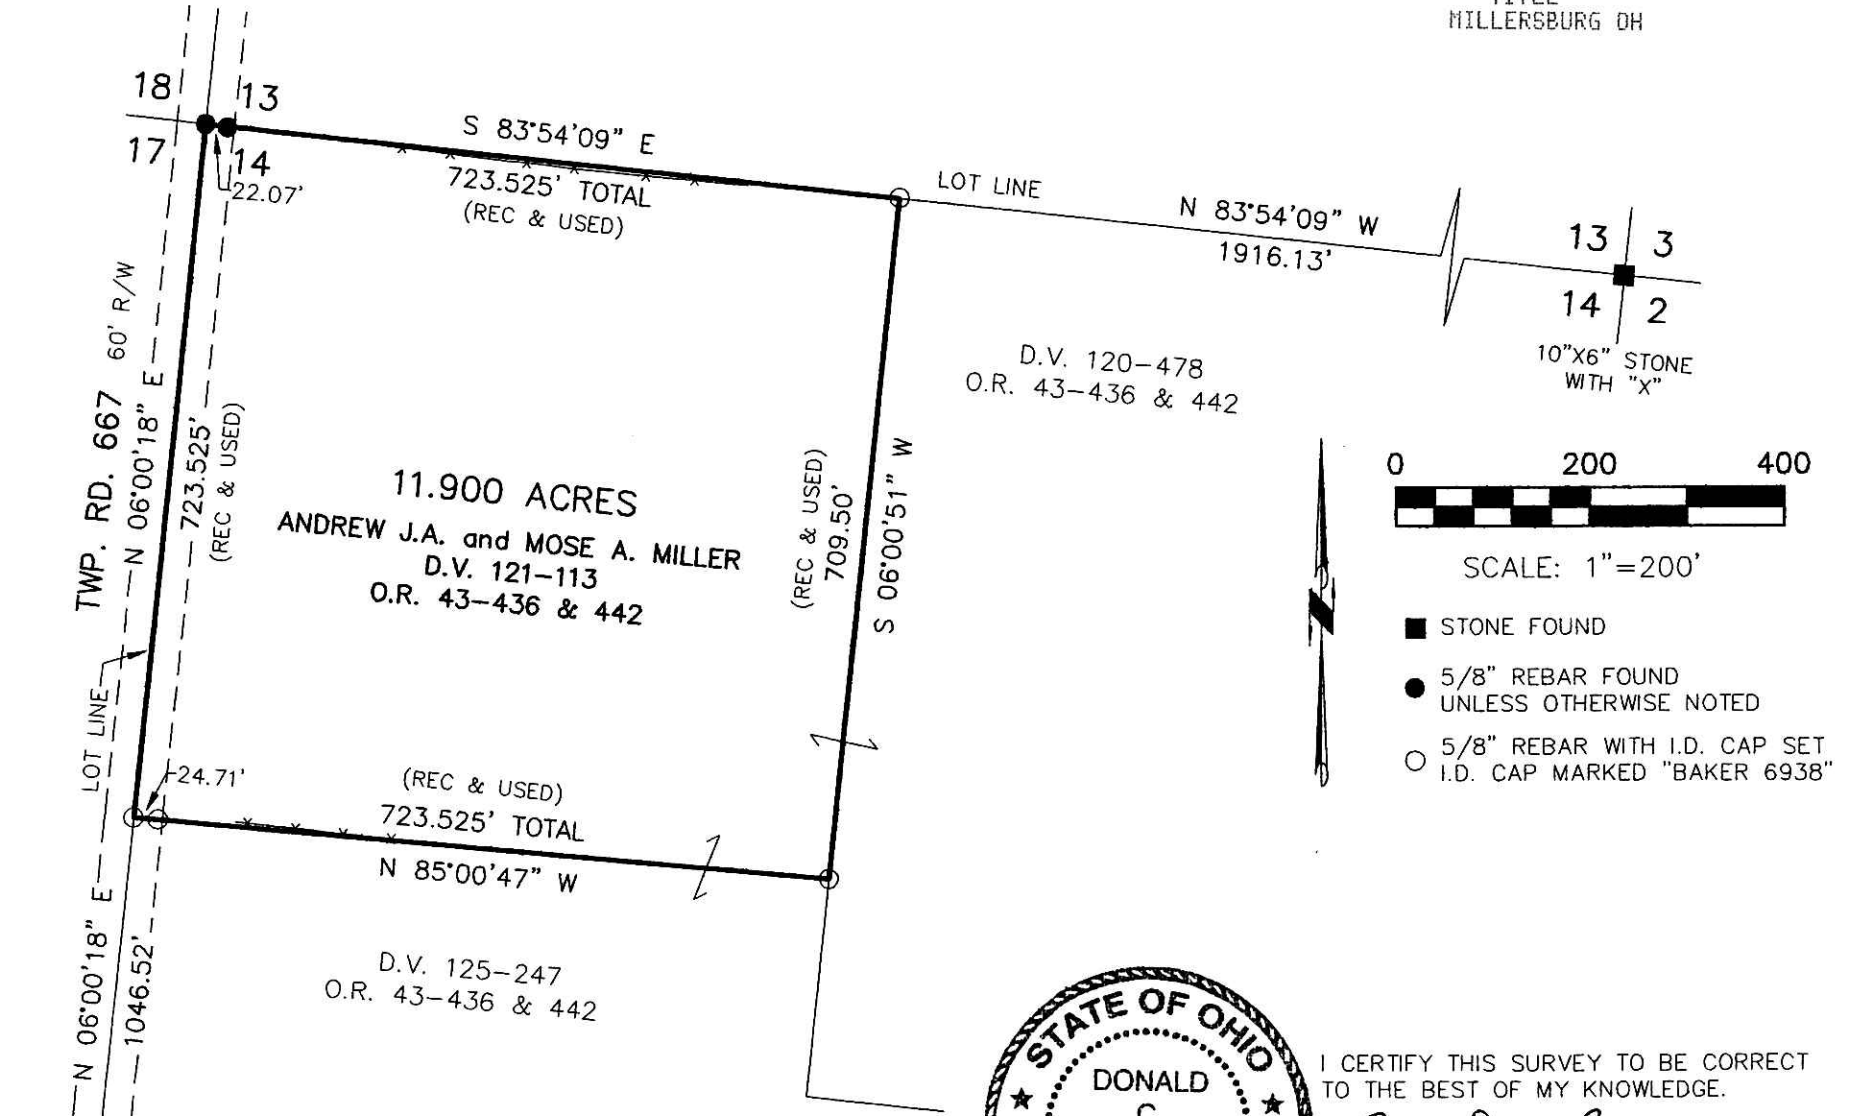 MILLERSBURG OH
18
13
17
14
22.07'
S 83°54'09" E
723.525' TOTAL
(REC & USED)
LOT LINE
N 83°54'09" W
1916.13'
13
3
14
2
10"X6" STONE
WITH "X"
D.V. 120-478
O.R. 43-436 & 442
TWP. RD. 667 60' R/W
N 06°00'18" E
723.525'
(REC & USED)
11.900 ACRES
ANDREW J.A. and MOSE A. MILLER
D.V. 121-113
O.R. 43-436 & 442
(REC & USED)
709.50'
S 06°00'51" W
0 200 400
SCALE: 1"=200'
N
STONE FOUND
5/8" REBAR FOUND
UNLESS OTHERWISE NOTED
5/8" REBAR WITH I.D. CAP SET
I.D. CAP MARKED "BAKER 6938"
LOT LINE
24.71'
(REC & USED)
723.525' TOTAL
N 85°00'47" W
N 06°00'18" E
1046.52'
D.V. 125-247
O.R. 43-436 & 442
STATE OF OHIO
DONALD
I CERTIFY THIS SURVEY TO BE CORRECT
TO THE BEST OF MY KNOWLEDGE.